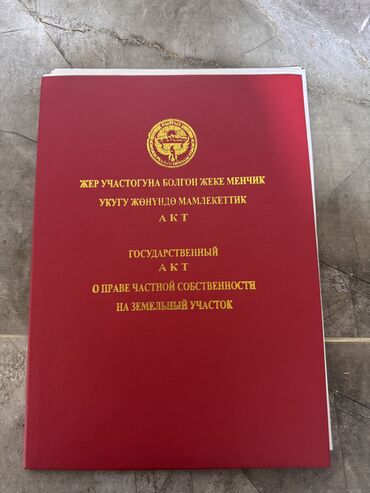 ЖЕР УЧАСТОГУНА БОЛГОН ЖЕКЕ МЕНЧИК
УКУГУ ЖӨНҮНДӨ МАМЛЕКЕТТИК
АКТ
ГОСУДАРСТВЕННЫЙ
АКТ
О ПРАВЕ ЧАСТНОЙ СОБСТВЕННОСТИ
НА ЗЕМЕЛЬНЫЙ УЧАСТОК